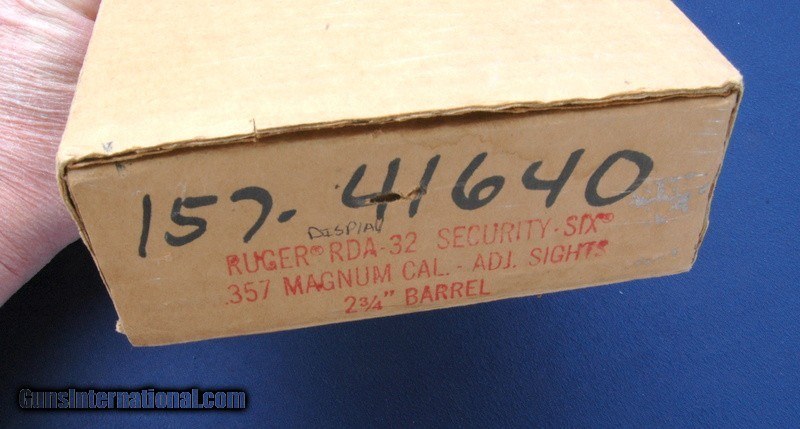 157-41640
DISPLAY
RUGER® RDA-32 SECURITY-SIX®
.357 MAGNUM CAL. - ADJ. SIGHTS
2¾" BARREL
GunsInternational.com